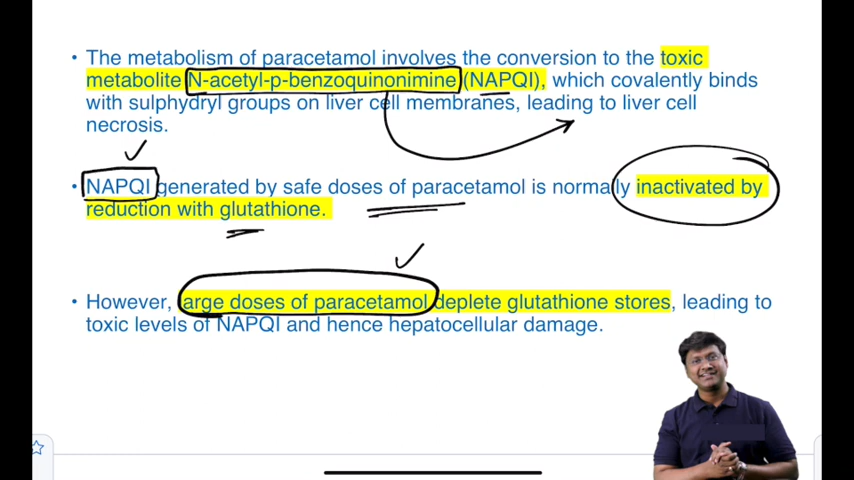 • The metabolism of paracetamol involves the conversion to the toxic
metabolite N-acetyl-p-benzoquinonimine (NAPQI), which covalently binds
with sulphydryl groups on liver cell membranes, leading to liver cell
necrosis.
• NAPQI generated by safe doses of paracetamol is normally inactivated by
reduction with glutathione.
• However, large doses of paracetamol deplete glutathione stores, leading to
toxic levels of NAPQI and hence hepatocellular damage.